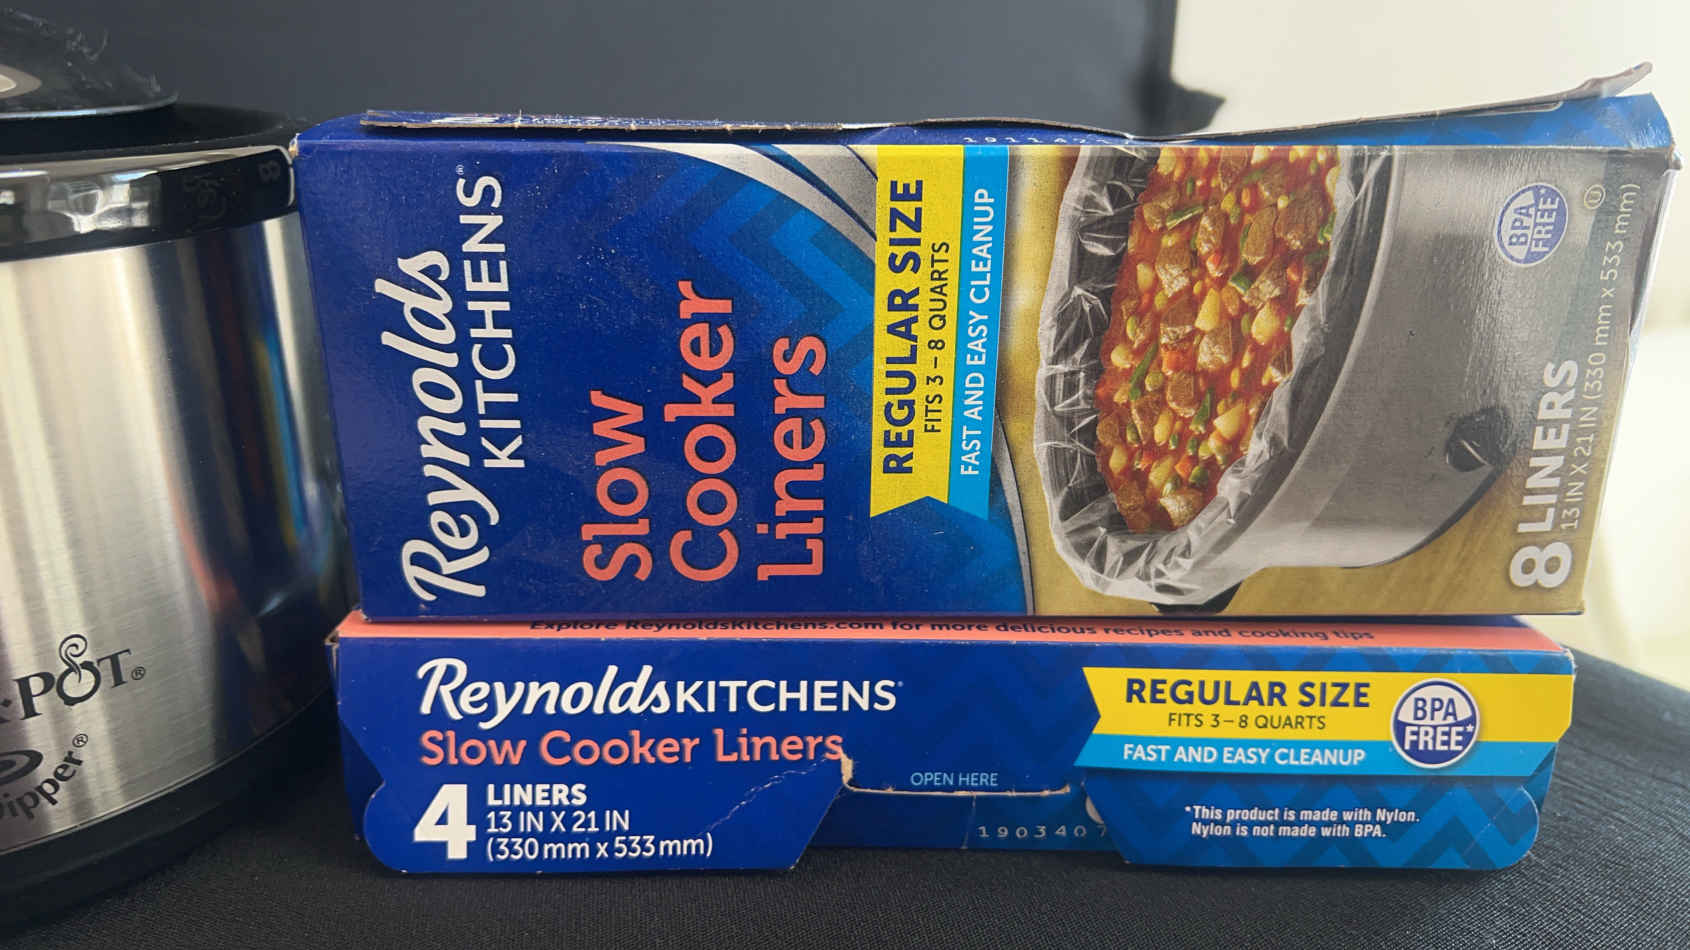 Reynolds
KITCHENS®
Slow
Cooker
Liners
REGULAR SIZE
FITS 3 – 8 QUARTS
FAST AND EASY CLEANUP
BPA
FREE*
8 LINERS
13 IN X 21 IN (330 mm x 533 mm)
Explore ReynoldsKitchens.com for more delicious recipes and cooking tips
Reynolds KITCHENS®
Slow Cooker Liners
4 LINERS
13 IN X 21 IN
(330 mm x 533 mm)
OPEN HERE
190340
REGULAR SIZE
FITS 3 – 8 QUARTS
FAST AND EASY CLEANUP
BPA
FREE*
*This product is made with Nylon.
Nylon is not made with BPA.
POT®
ipper®